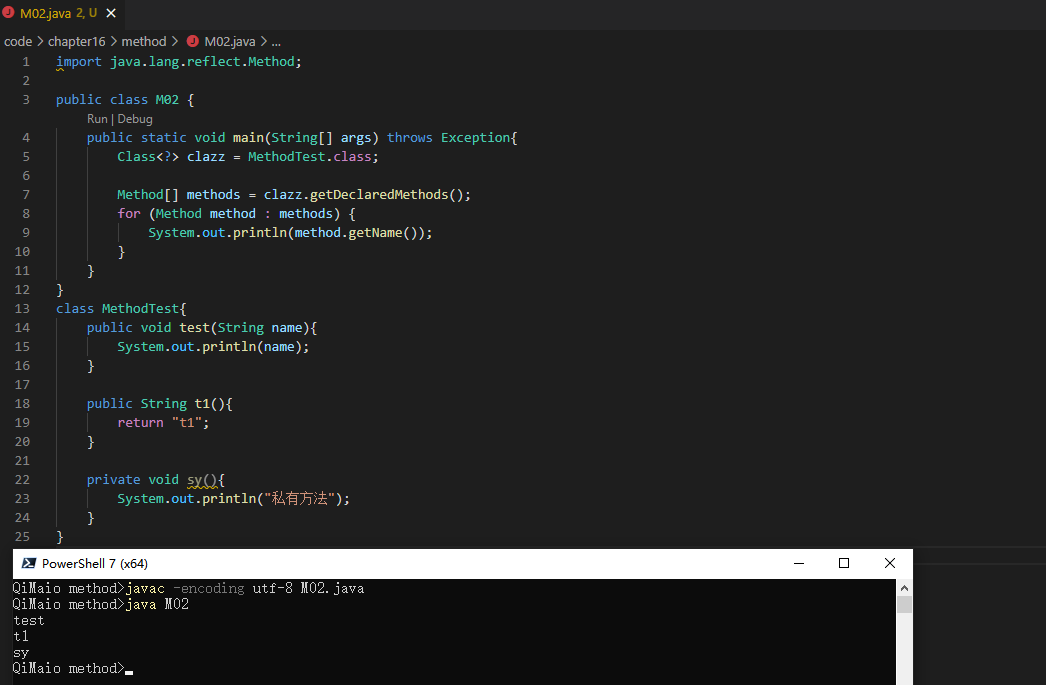 M02.java 2, U
code > chapter16 > method > M02.java > ...
1 import java.lang.reflect.Method;
2
3 public class M02 {
Run | Debug
4 public static void main(String[] args) throws Exception{
5 Class<?> clazz = MethodTest.class;
6
7 Method[] methods = clazz.getDeclaredMethods();
8 for (Method method : methods) {
9 System.out.println(method.getName());
10 }
11 }
12 }
13 class MethodTest{
14 public void test(String name){
15 System.out.println(name);
16 }
17
18 public String t1(){
19 return "t1";
20 }
21
22 private void sy(){
23 System.out.println("私有方法");
24 }
25 }
PowerShell 7 (x64)
QiMaio method>javac -encoding utf-8 M02.java
QiMaio method>java M02
test
t1
sy
QiMaio method>